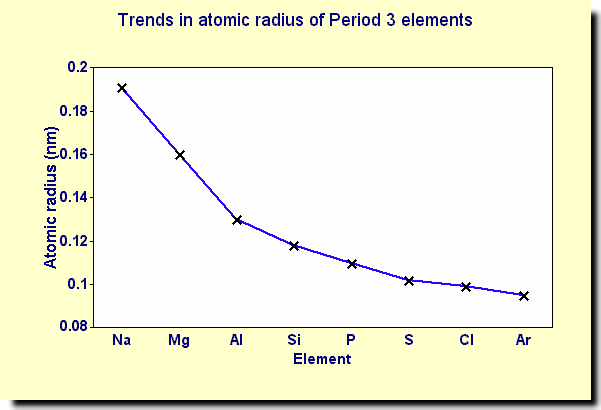 Trends in atomic radius of Period 3 elements
Atomic radius (nm)
0.2
0.18
0.16
0.14
0.12
0.1
0.08
Na Mg Al Si P S Cl Ar
Element